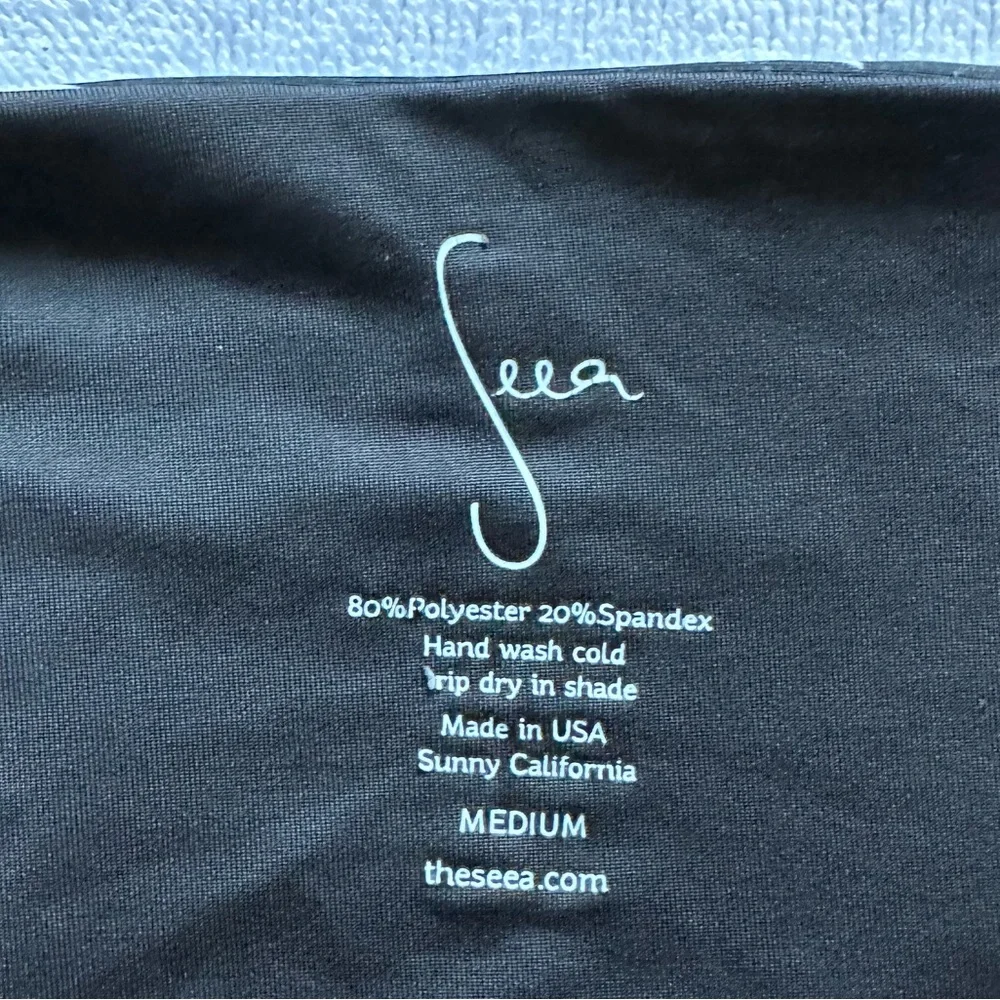 Seea
80%Polyester 20%Spandex
Hand wash cold
rip dry in shade
Made in USA
Sunny California
MEDIUM
theseea.com